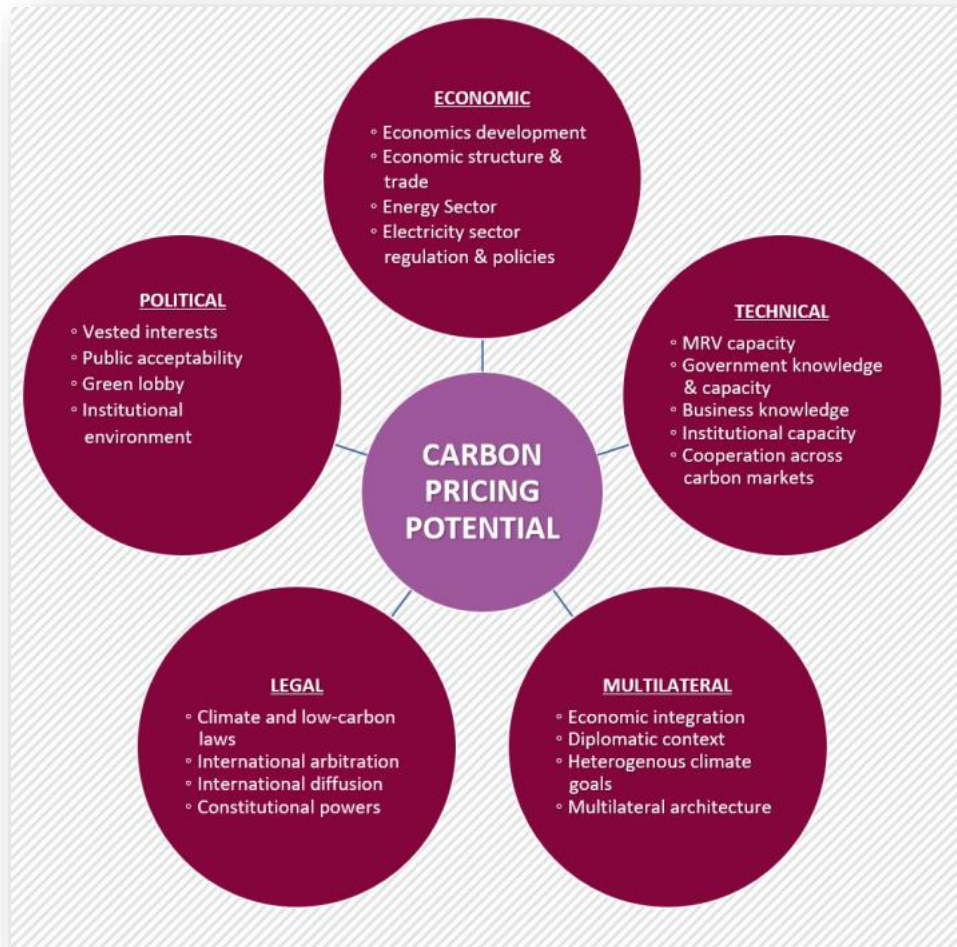 ECONOMIC
◦ Economics development
◦ Economic structure &
trade
◦ Energy Sector
◦ Electricity sector
regulation & policies
POLITICAL
◦ Vested interests
◦ Public acceptability
◦ Green lobby
◦ Institutional
environment
TECHNICAL
◦ MRV capacity
◦ Government knowledge
& capacity
◦ Business knowledge
◦ Institutional capacity
◦ Cooperation across
carbon markets
CARBON
PRICING
POTENTIAL
LEGAL
◦ Climate and low-carbon
laws
◦ International arbitration
◦ International diffusion
◦ Constitutional powers
MULTILATERAL
◦ Economic integration
◦ Diplomatic context
◦ Heterogenous climate
goals
◦ Multilateral architecture